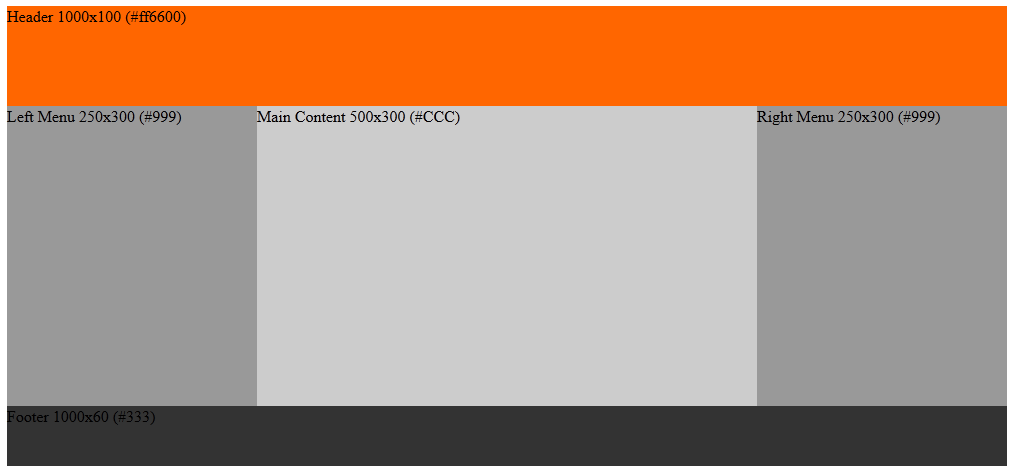 Header 1000x100 (#ff6600)
Left Menu 250x300 (#999)
Main Content 500x300 (#CCC)
Right Menu 250x300 (#999)
Footer 1000x60 (#333)